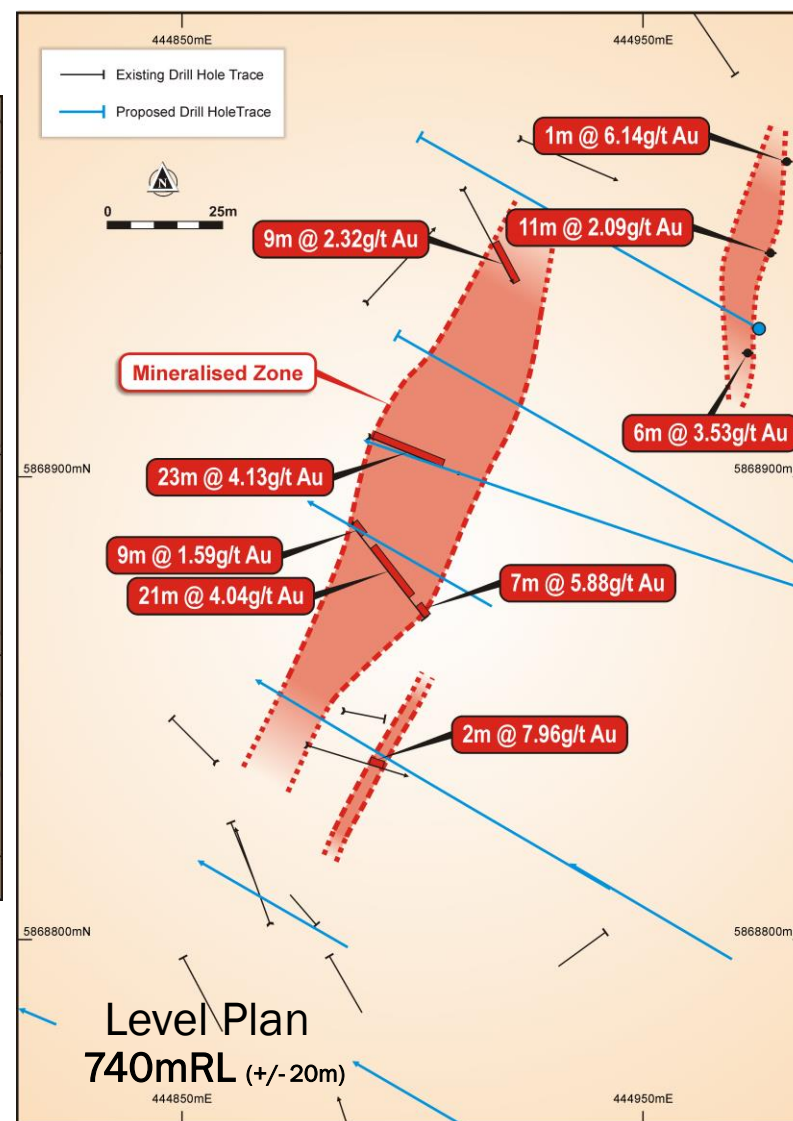 444850mE
444950mE
Existing Drill Hole Trace
Proposed Drill HoleTrace
N
0
25m
1m @ 6.14g/t Au
11m @ 2.09g/t Au
9m @ 2.32g/t Au
Mineralised Zone
6m @ 3.53g/t Au
5868900mN
5868900m
23m @ 4.13g/t Au
9m @ 1.59g/t Au
21m @ 4.04g/t Au
7m @ 5.88g/t Au
2m @ 7.96g/t Au
5868800mN
5868800m
Level Plan
740mRL (+/- 20m)
444850mE
444950mE